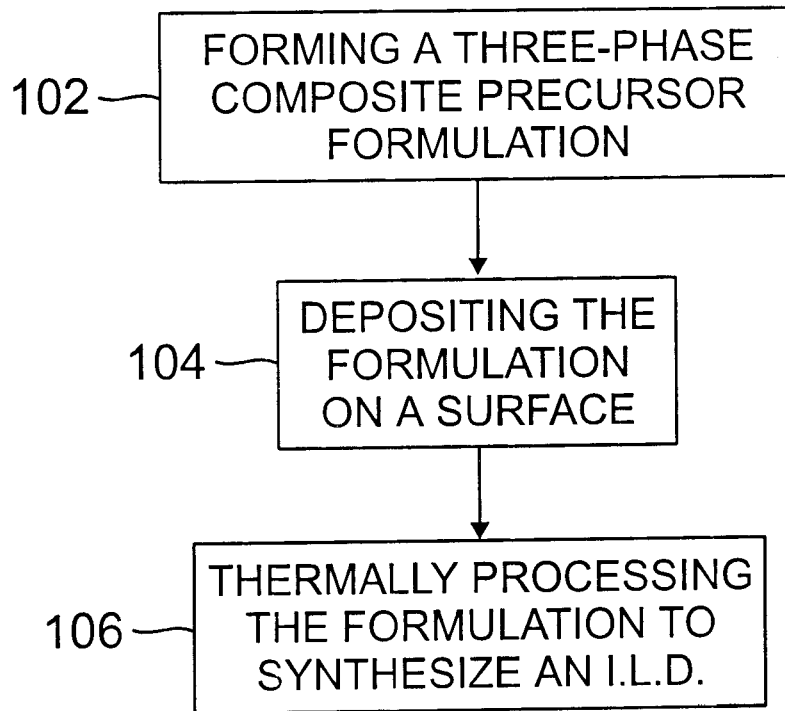 102
FORMING A THREE-PHASE
COMPOSITE PRECURSOR
FORMULATION
104
DEPOSITING THE
FORMULATION
ON A SURFACE
106
THERMALLY PROCESSING
THE FORMULATION TO
SYNTHESIZE AN I.L.D.